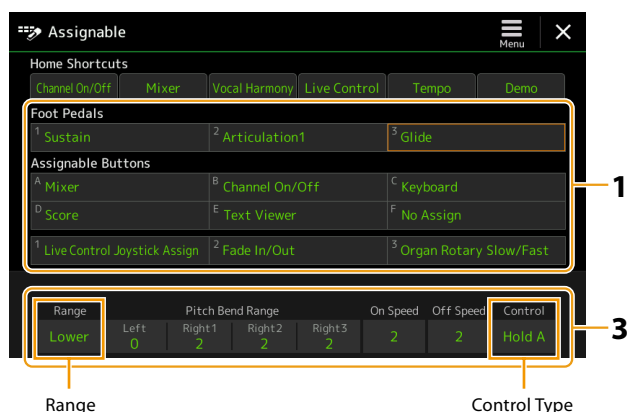 Assignable Menu
Home Shortcuts
Channel On/Off Mixer Vocal Harmony Live Control Tempo Demo
Foot Pedals
1 Sustain 2 Articulation1 3 Glide
Assignable Buttons
A Mixer B Channel On/Off C Keyboard
1
D Score E Text Viewer F No Assign
1 Live Control Joystick Assign 2 Fade In/Out 3 Organ Rotary Slow/Fast
Range Pitch Bend Range On Speed Off Speed Control
Left Right1 Right2 Right3
Lower 0 2 2 2 2 2 Hold A
3
Range Control Type